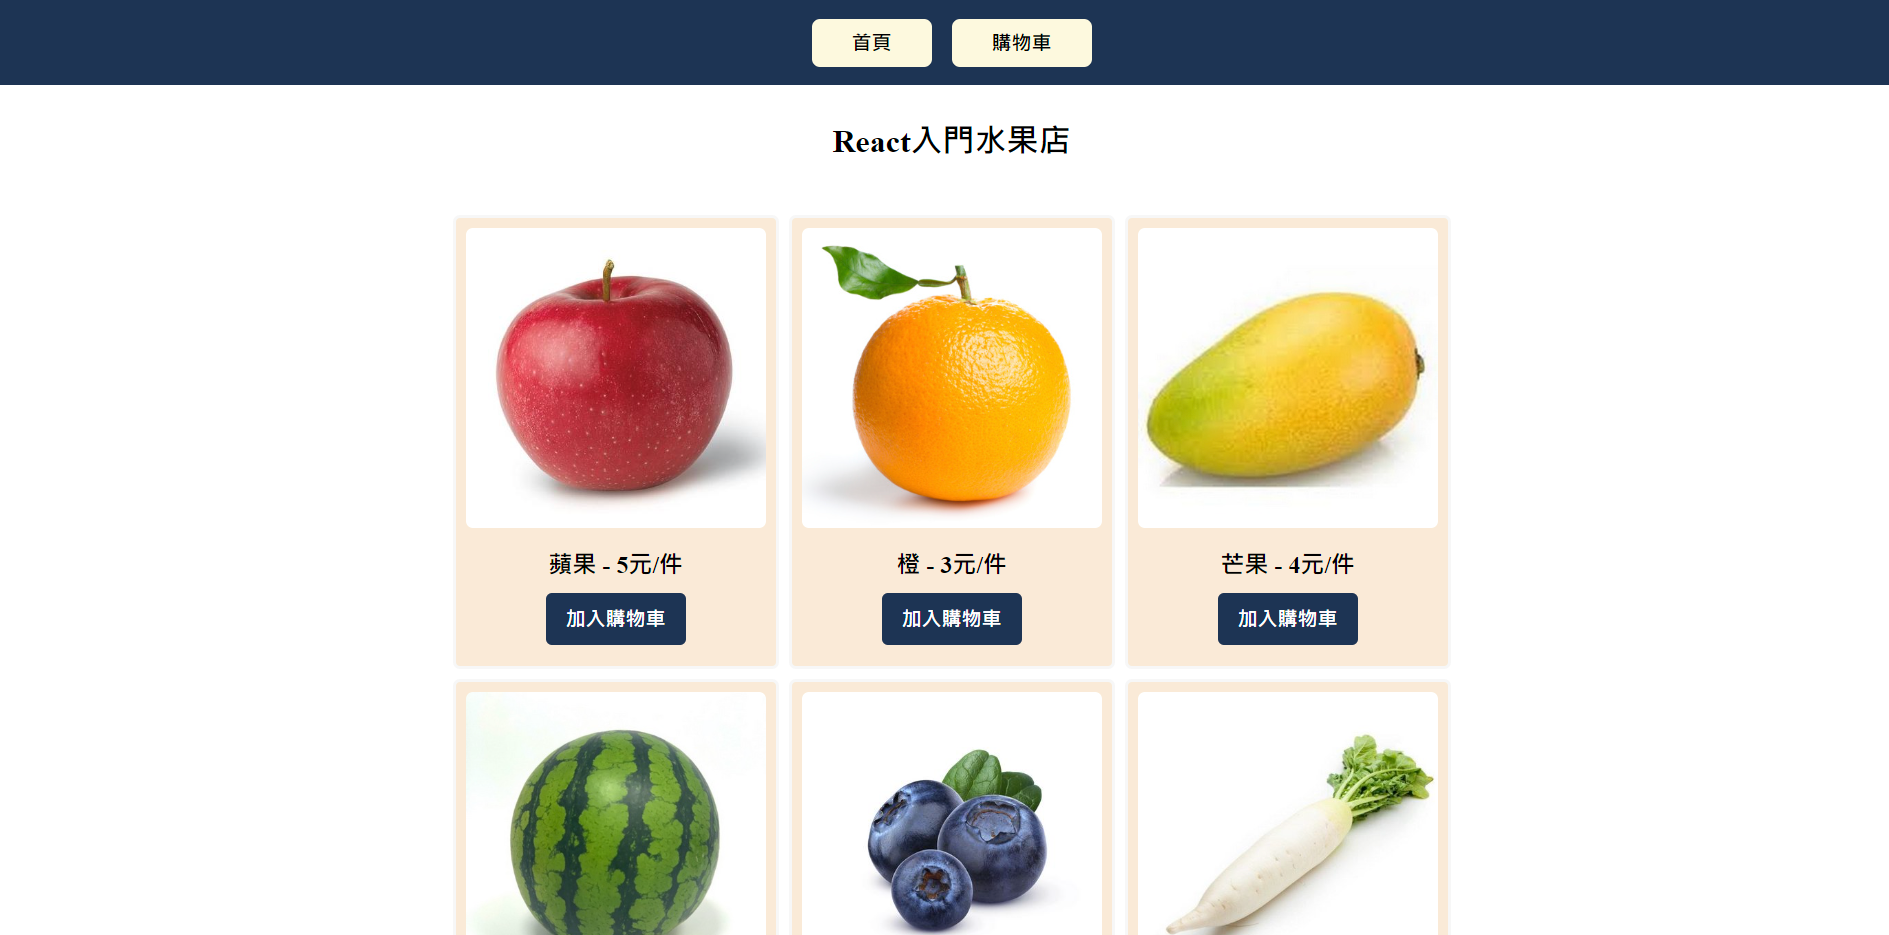 首頁
購物車
React入門水果店
蘋果 - 5元/件
橙 - 3元/件
芒果 - 4元/件
加入購物車
加入購物車
加入購物車